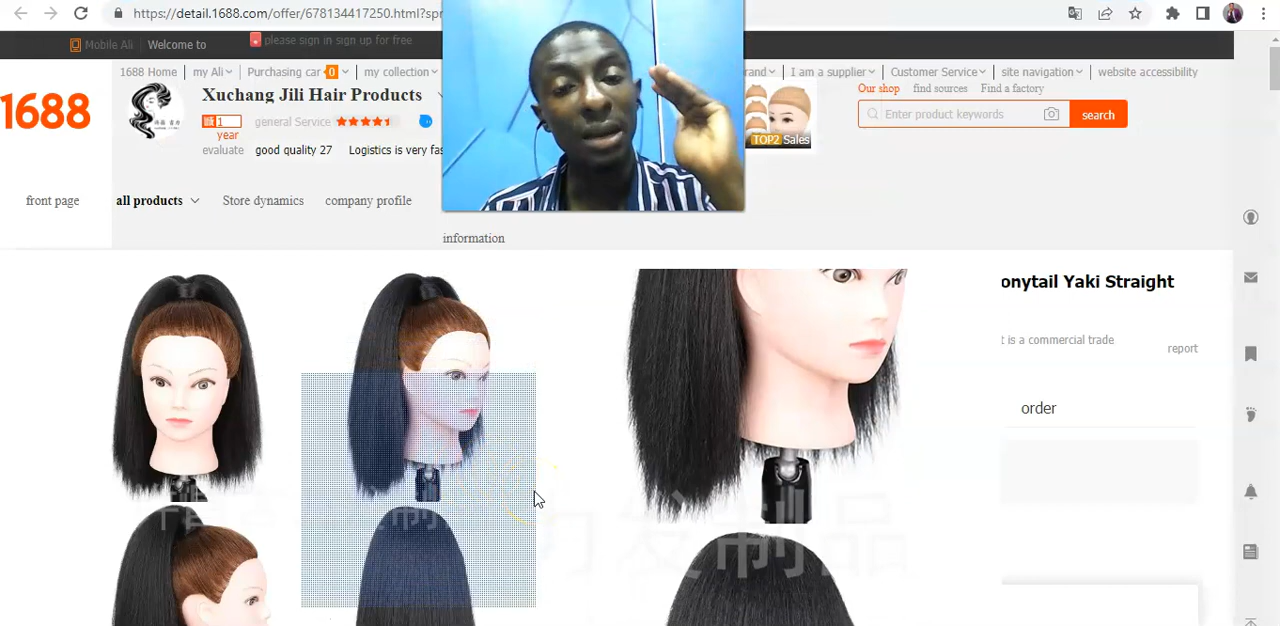 https://detail.1688.com/offer/678134417250.html?spr
Mobile Ali Welcome to please sign in sign up for free
1688 Home my Ali Purchasing car 0 my collection rand I am a supplier Customer Service site navigation website accessibility
1688
Xuchang Jili Hair Products
Our shop find sources Find a factory
1
year
general Service
Enter product keywords search
TOP2 Sales
evaluate good quality 27 Logistics is very fas
front page all products Store dynamics company profile
information
onytail Yaki Straight
t is a commercial trade
report
order
发制品